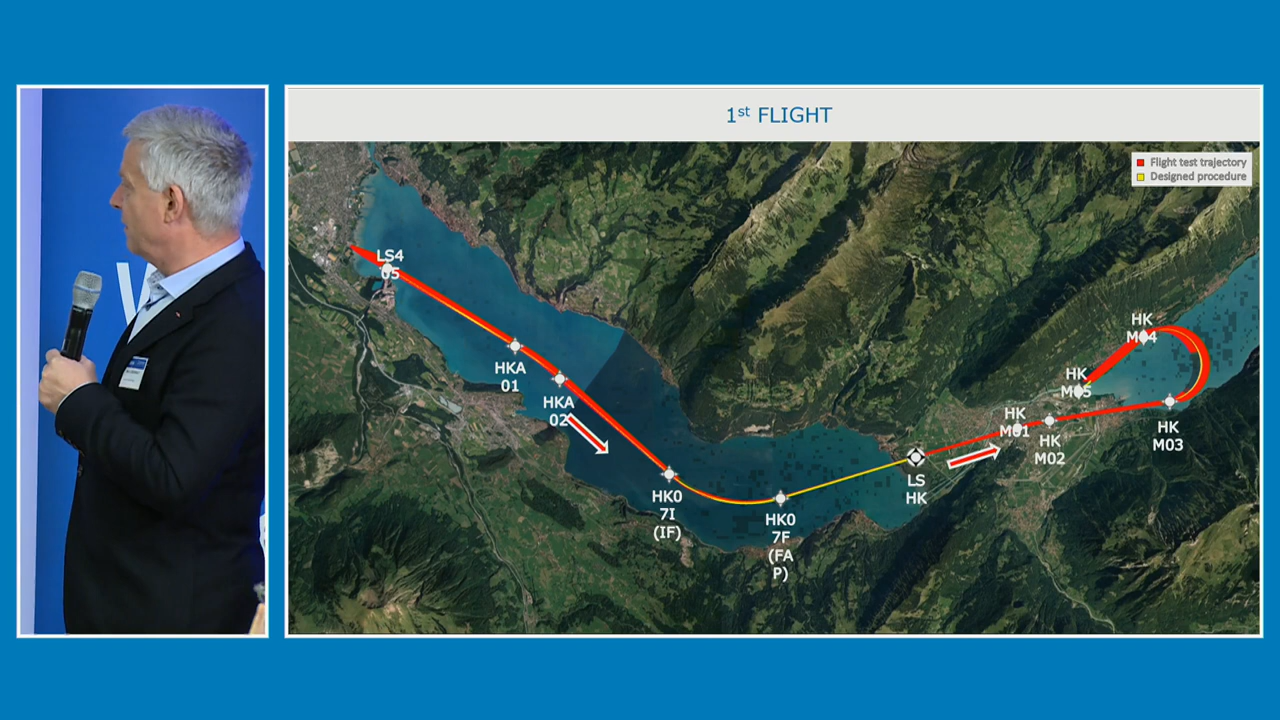 1st FLIGHT
Flight test trajectory
Designed procedure
LS4
05
HKA
01
HKA
02
HK0
7I
(IF)
HK0
7F
(FA
P)
LS
HK
HK
M01
HK
M02
HK
M03
HK
M04
HK
M05